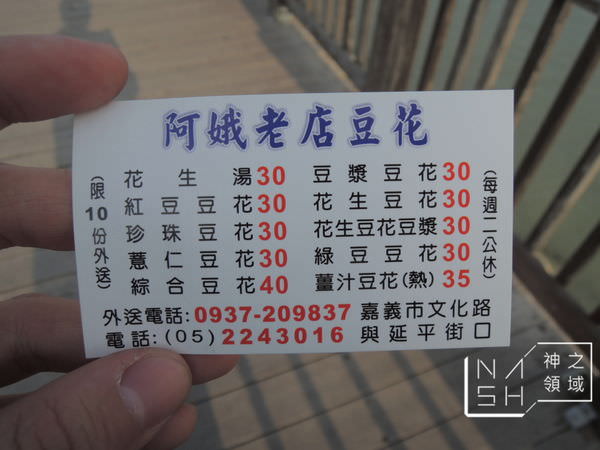 阿娥老店豆花
花生湯30 豆漿豆花30
紅豆豆花30 花生豆花30
珍珠豆花30 花生豆花豆漿30
薏仁豆花30 綠豆豆花30
綜合豆花40 薑汁豆花(熱)35
(限10份外送)
(每週二公休)
外送電話:0937-209837 嘉義市文化路
電話:(05)2243016 與延平街口
NASH 神之領域